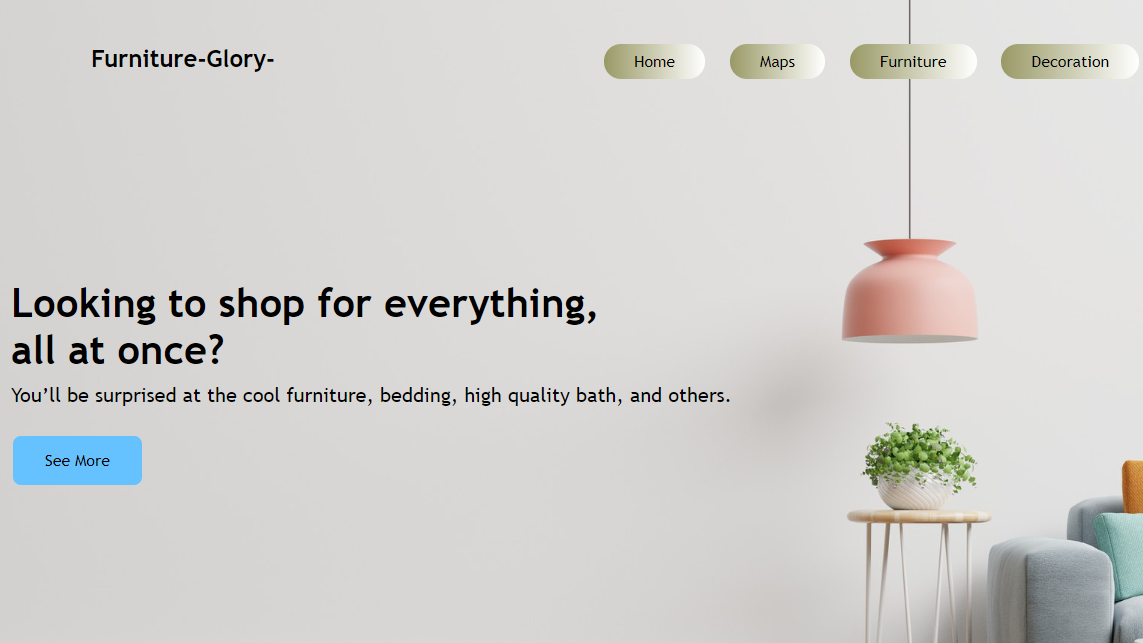 Furniture-Glory-
Home
Maps
Furniture
Decoration
Looking to shop for everything,
all at once?
You’ll be surprised at the cool furniture, bedding, high quality bath, and others.
See More